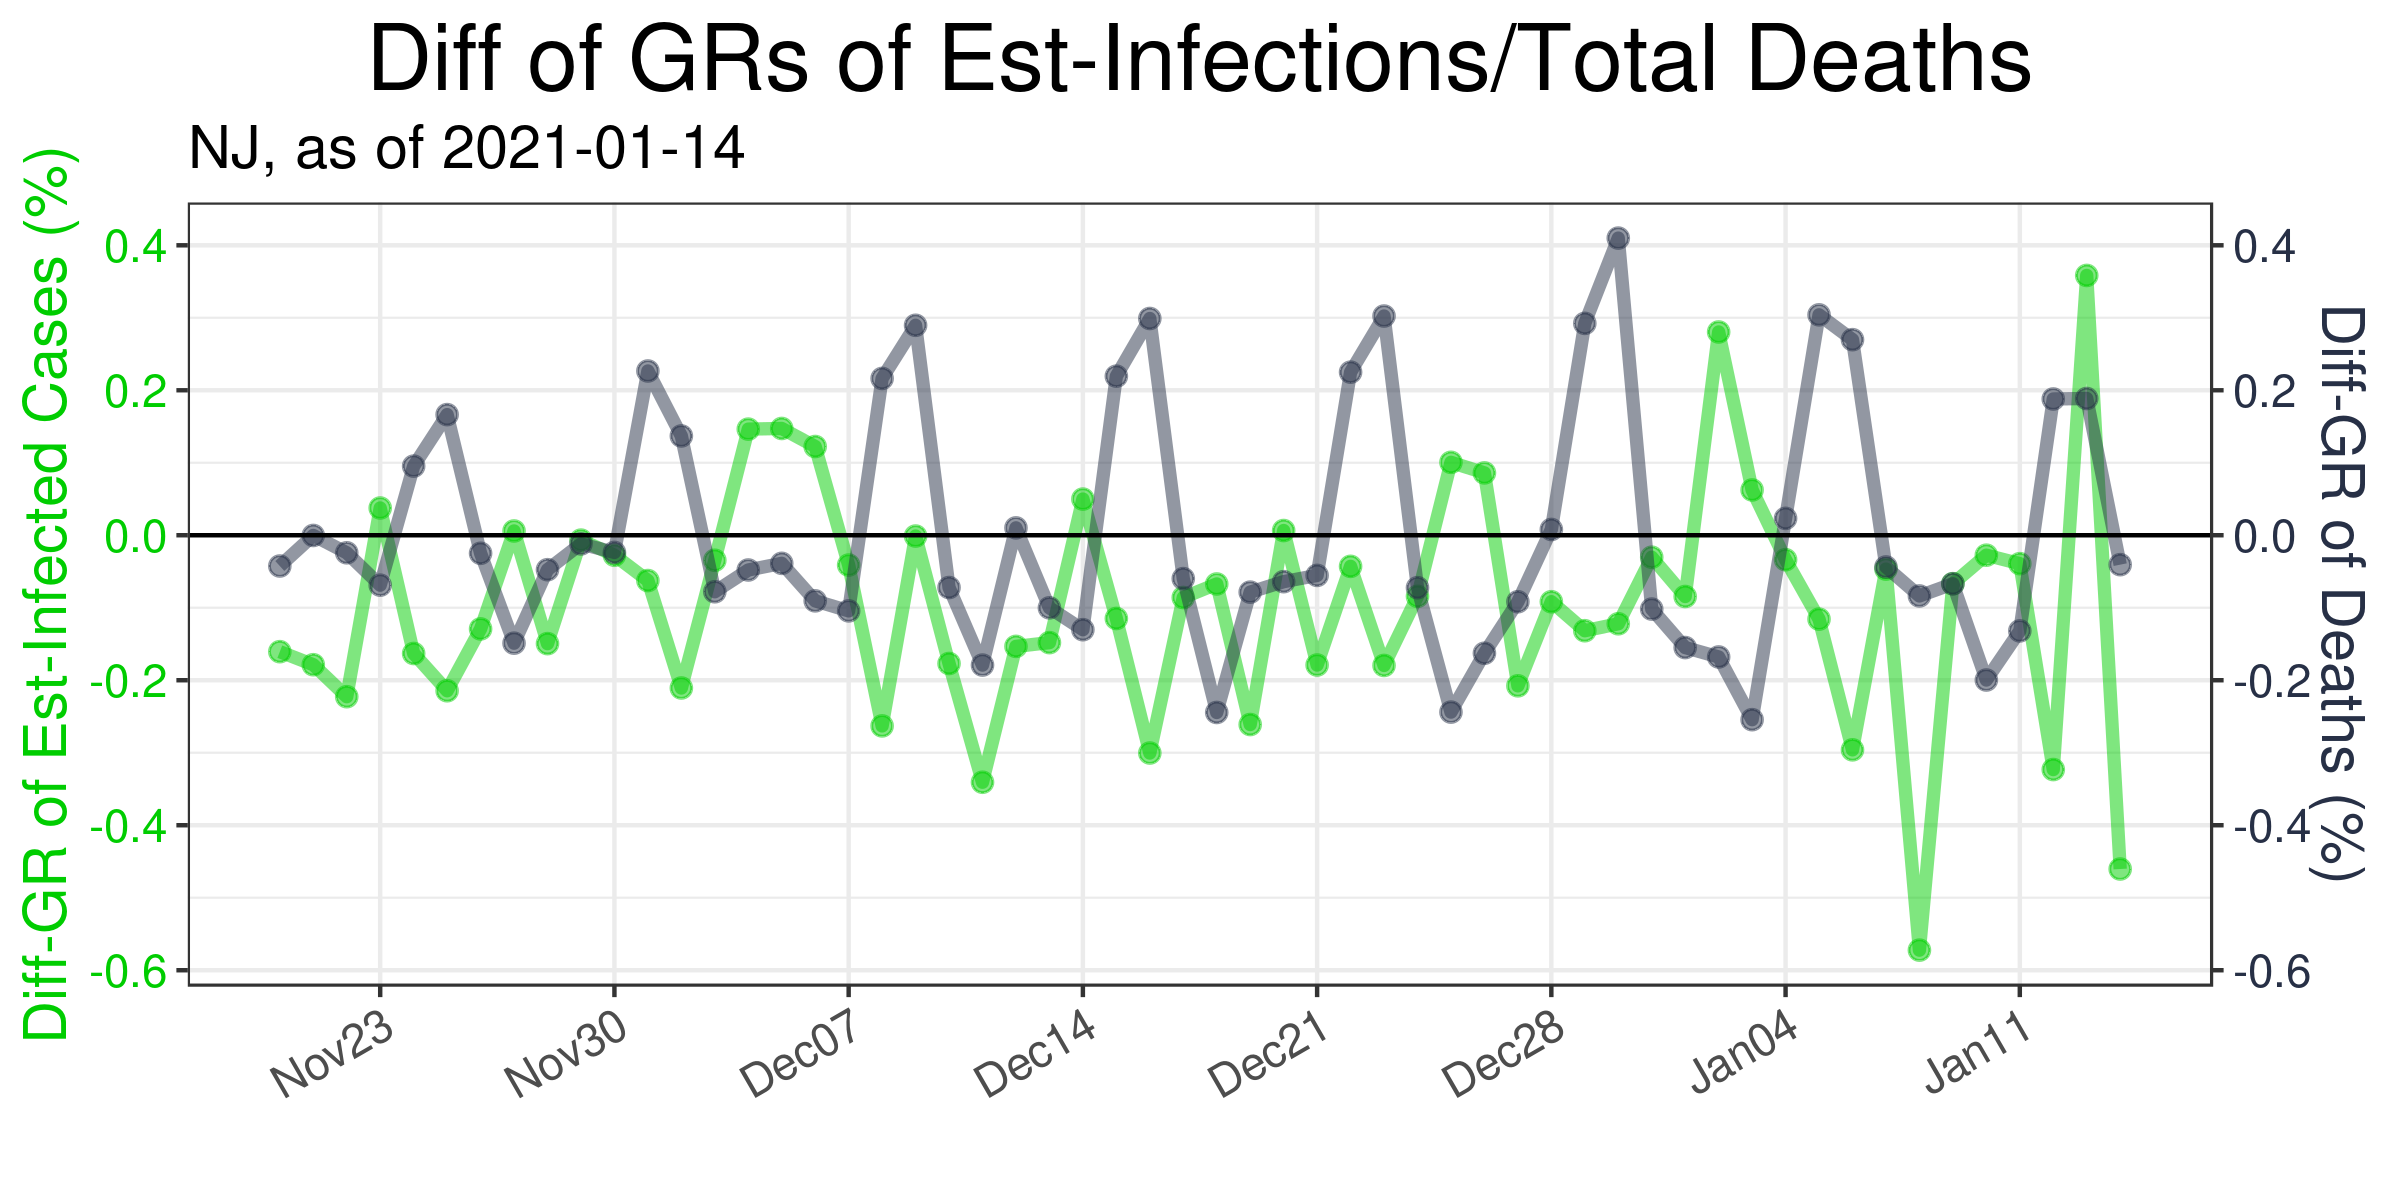 Diff of GRs of Est-Infections/Total Deaths
NJ, as of 2021-01-14
Diff-GR of Est-Infected Cases (%)
0.4
0.2
0.0
-0.2
-0.4
-0.6
0.4
0.2
0.0
-0.2
-0.4
-0.6
Diff-GR of Deaths (%)
Nov23
Nov30
Dec07
Dec14
Dec21
Dec28
Jan04
Jan11